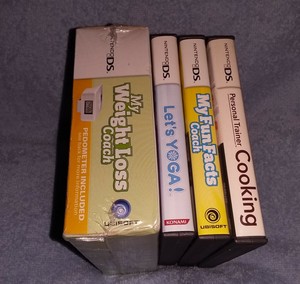 NINTENDO DS
My
Weight Loss
Coach
PEDOMETER INCLUDED
UBISOFT
NINTENDO DS
Let's YOGA!
KONAMI
NINTENDO DS
My Fun Facts
Coach
UBISOFT
NINTENDO DS
Personal Trainer
Cooking